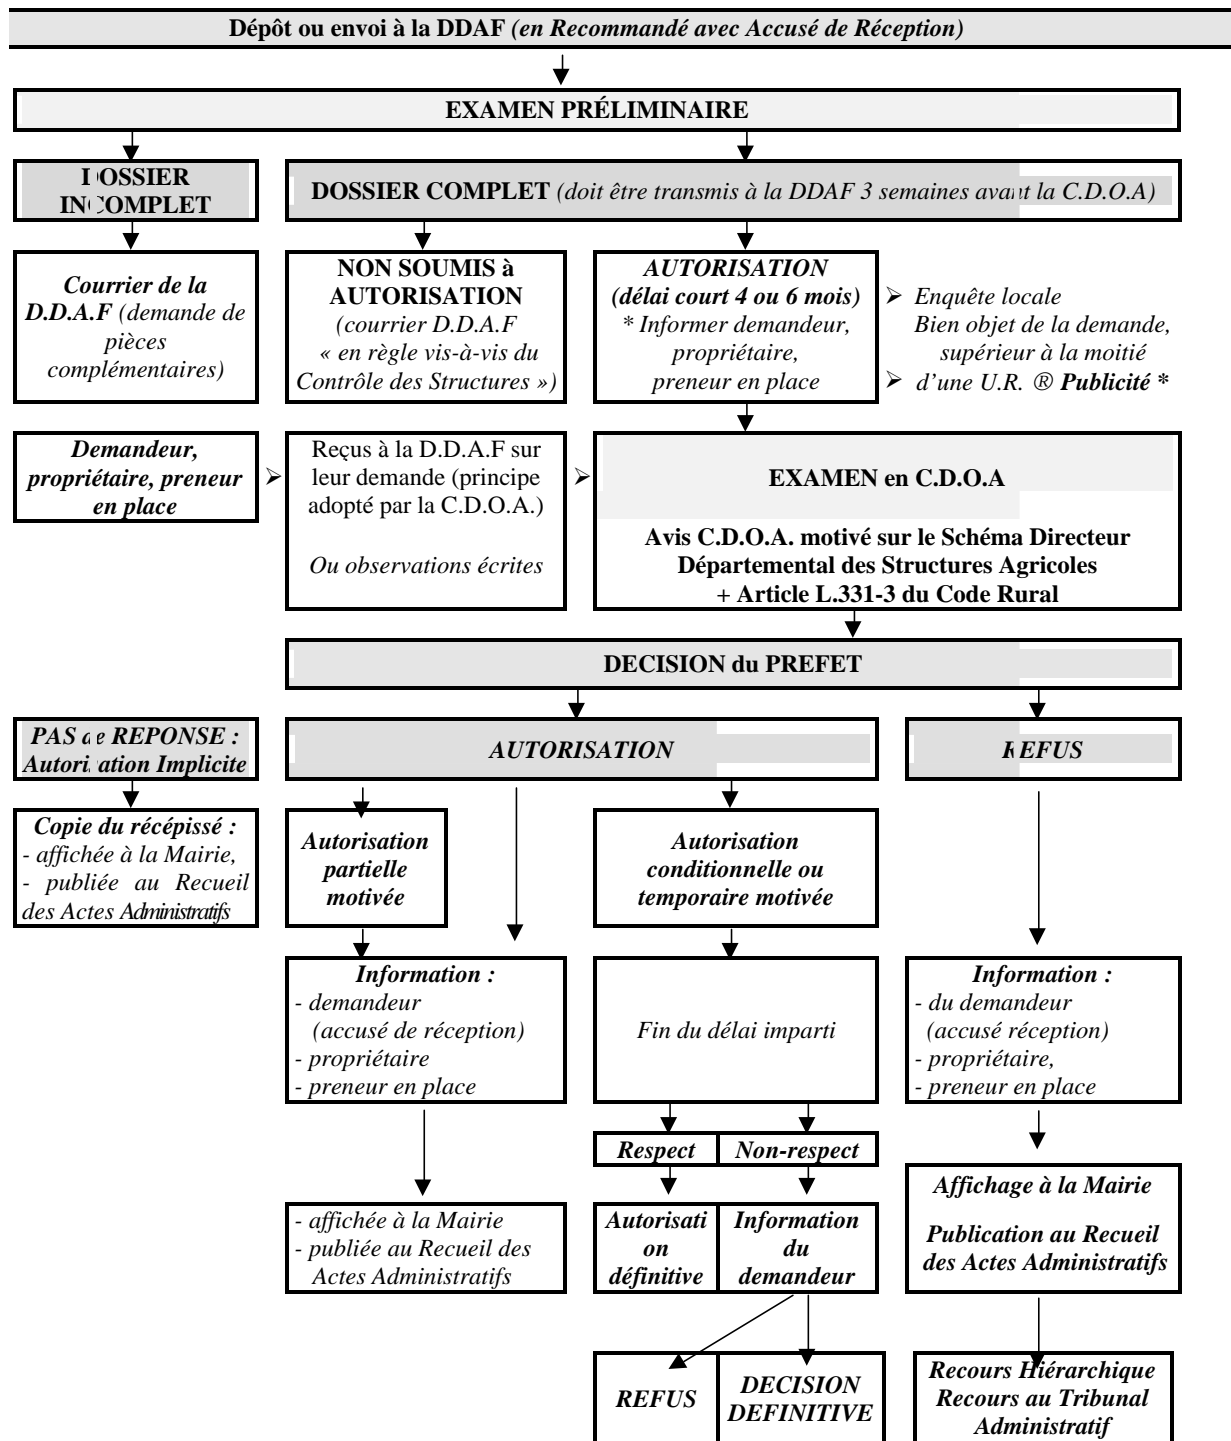 Dépôt ou envoi à la DDAF (en Recommandé avec Accusé de Réception)
EXAMEN PRÉLIMINAIRE
DOSSIER
INCOMPLET
DOSSIER COMPLET (doit être transmis à la DDAF 3 semaines avant la C.D.O.A)
Courrier de la
D.D.A.F (demande de
pièces
complémentaires)
NON SOUMIS à
AUTORISATION
(courrier D.D.A.F
« en règle vis-à-vis du
Contrôle des Structures »)
AUTORISATION
(délai court 4 ou 6 mois)
* Informer demandeur,
propriétaire,
preneur en place
➢ Enquête locale
Bien objet de la demande,
supérieur à la moitié
➢ d'une U.R. ® Publicité *
Demandeur,
propriétaire, preneur
en place
➢
Reçus à la D.D.A.F sur
leur demande (principe
adopté par la C.D.O.A.)
Ou observations écrites
➢
EXAMEN en C.D.O.A
Avis C.D.O.A. motivé sur le Schéma Directeur
Départemental des Structures Agricoles
+ Article L.331-3 du Code Rural
DECISION du PREFET
PAS de REPONSE :
Autorisation Implicite
AUTORISATION
REFUS
Copie du récépissé :
- affichée à la Mairie,
- publiée au Recueil
des Actes Administratifs
Autorisation
partielle
motivée
Autorisation
conditionnelle ou
temporaire motivée
Information :
- demandeur
(accusé de réception)
- propriétaire
- preneur en place
Fin du délai imparti
Information :
- du demandeur
(accusé réception)
- propriétaire,
- preneur en place
Respect
Non-respect
- affichée à la Mairie
- publiée au Recueil des
Actes Administratifs
Autorisati
on
définitive
Information
du
demandeur
Affichage à la Mairie
Publication au Recueil
des Actes Administratifs
REFUS
DECISION
DEFINITIVE
Recours Hiérarchique
Recours au Tribunal
Administratif